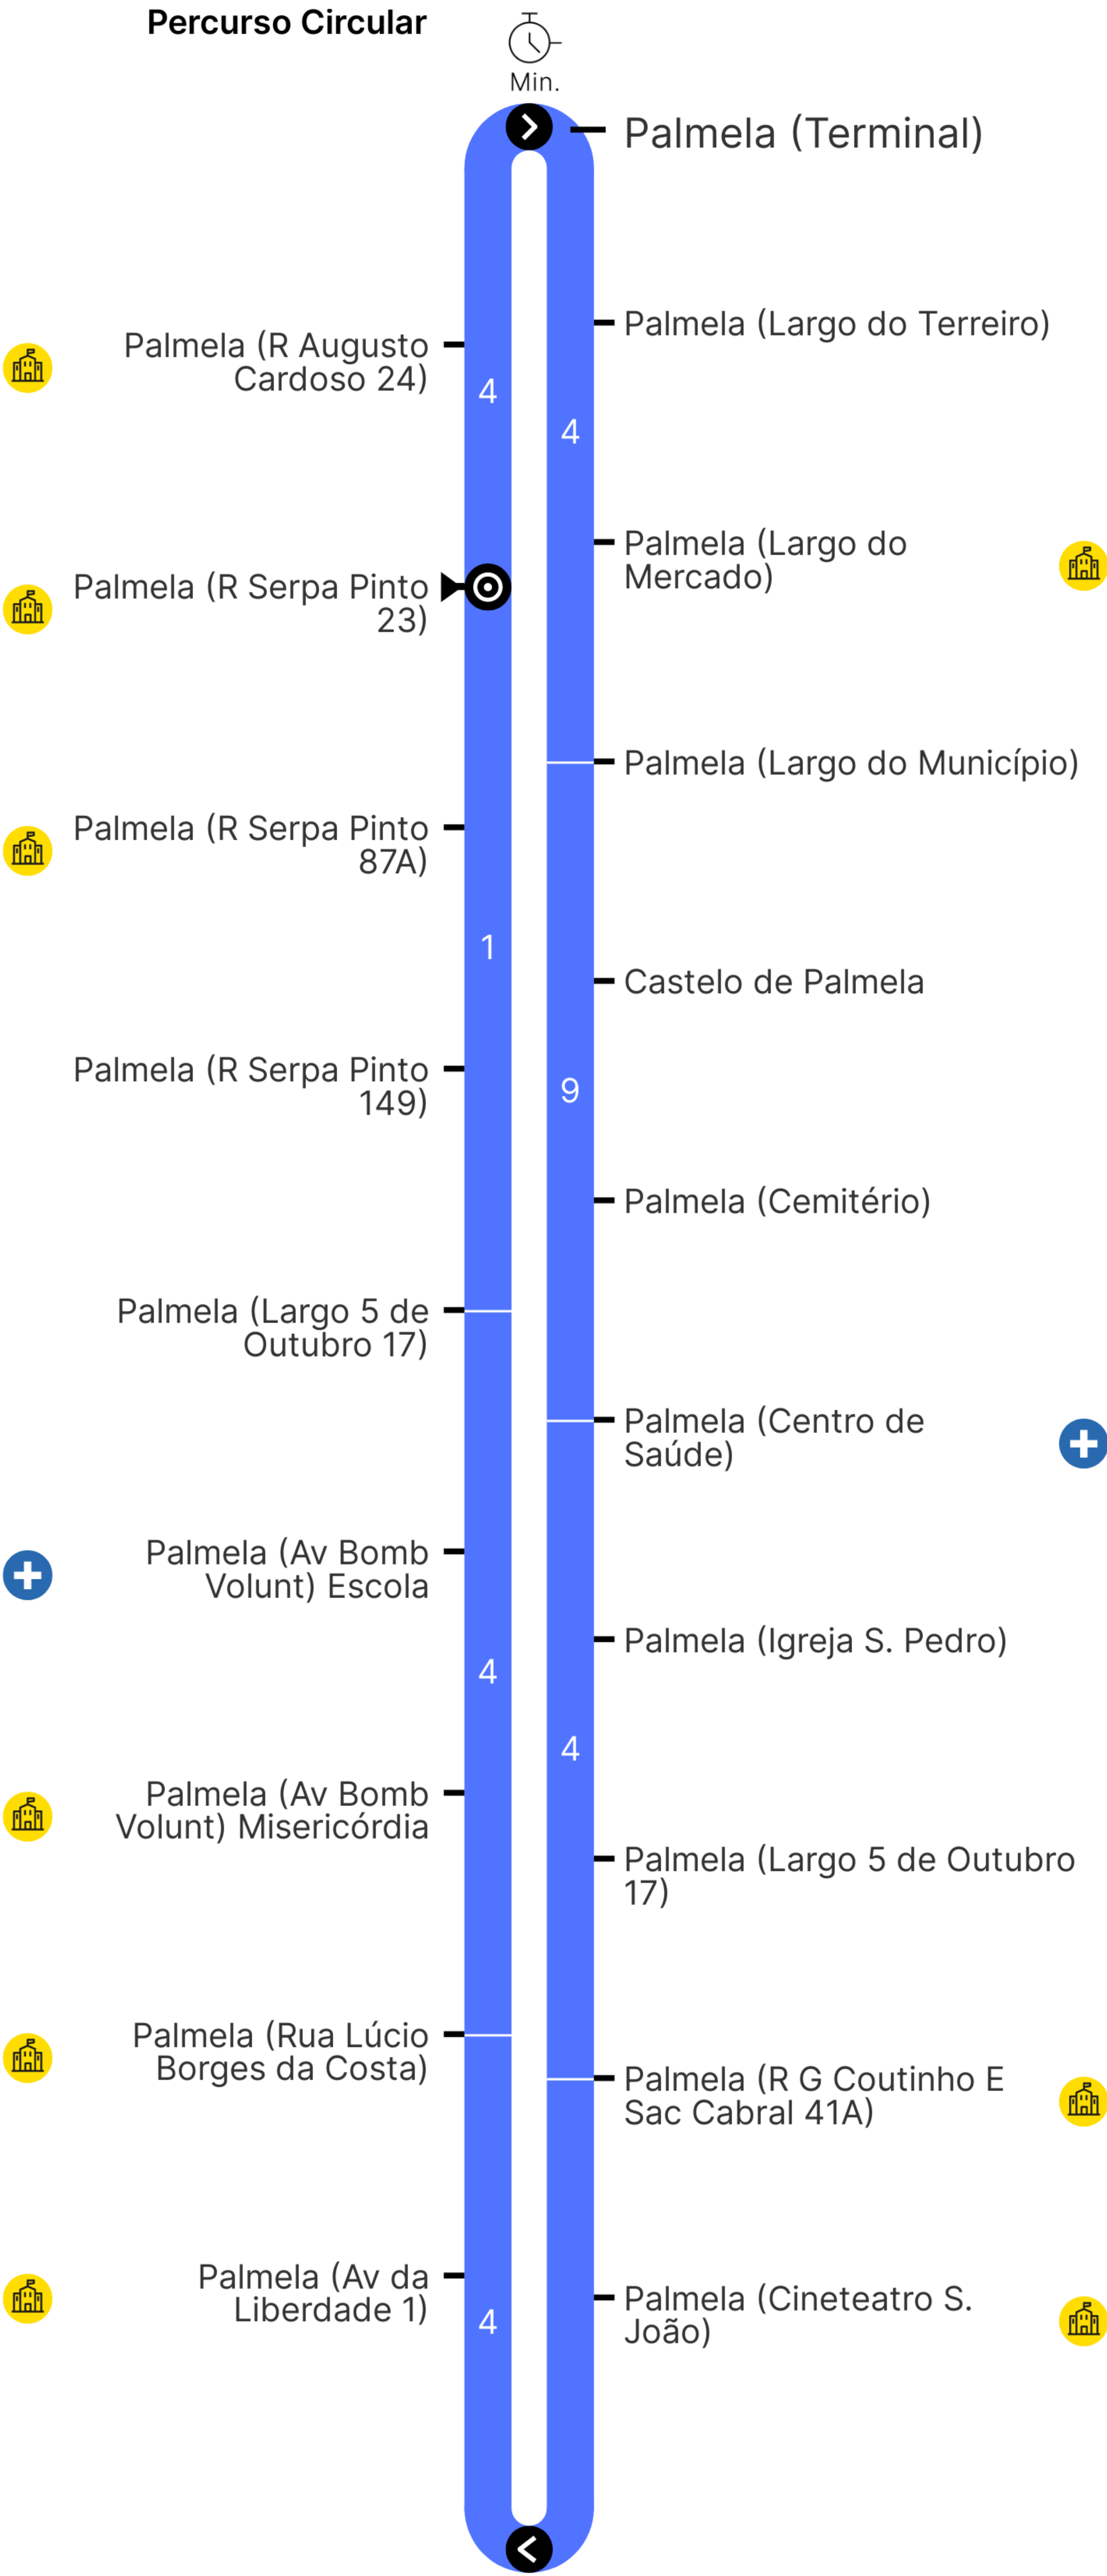 Percurso Circular
Min.
Palmela (Terminal)
Palmela (Largo do Terreiro)
Palmela (R Augusto
Cardoso 24)
4
4
Palmela (Largo do
Mercado)
Palmela (R Serpa Pinto
23)
Palmela (Largo do Município)
Palmela (R Serpa Pinto
87A)
1
Castelo de Palmela
Palmela (R Serpa Pinto
149)
9
Palmela (Cemitério)
Palmela (Largo 5 de
Outubro 17)
Palmela (Centro de
Saúde)
Palmela (Av Bomb
Volunt) Escola
Palmela (Igreja S. Pedro)
4
4
Palmela (Av Bomb
Volunt) Misericórdia
Palmela (Largo 5 de Outubro
17)
Palmela (Rua Lúcio
Borges da Costa)
Palmela (R G Coutinho E
Sac Cabral 41A)
Palmela (Av da
Liberdade 1)
Palmela (Cineteatro S.
João)
4